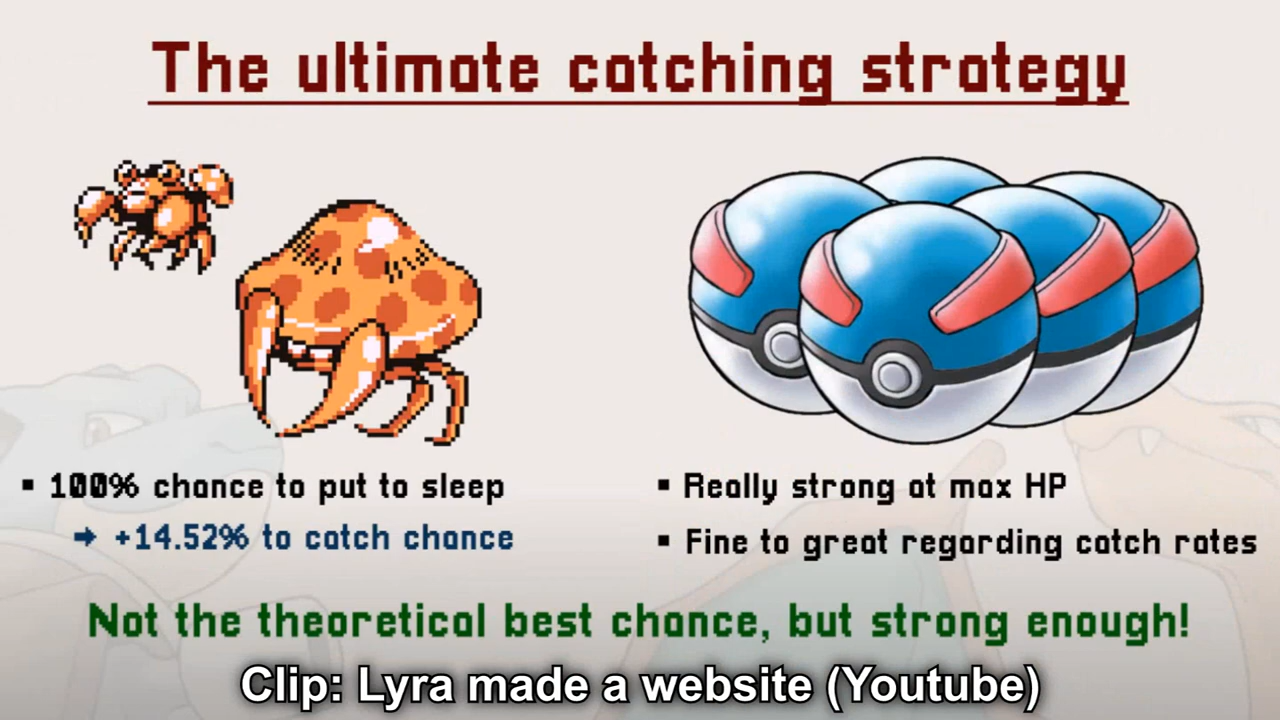 The ultimate catching strategy
▪ 100% chance to put to sleep
➡ +14.52% to catch chance
▪ Really strong at max HP
▪ Fine to great regarding catch rates
Not the theoretical best chance, but strong enough!
Clip: Lyra made a website (Youtube)